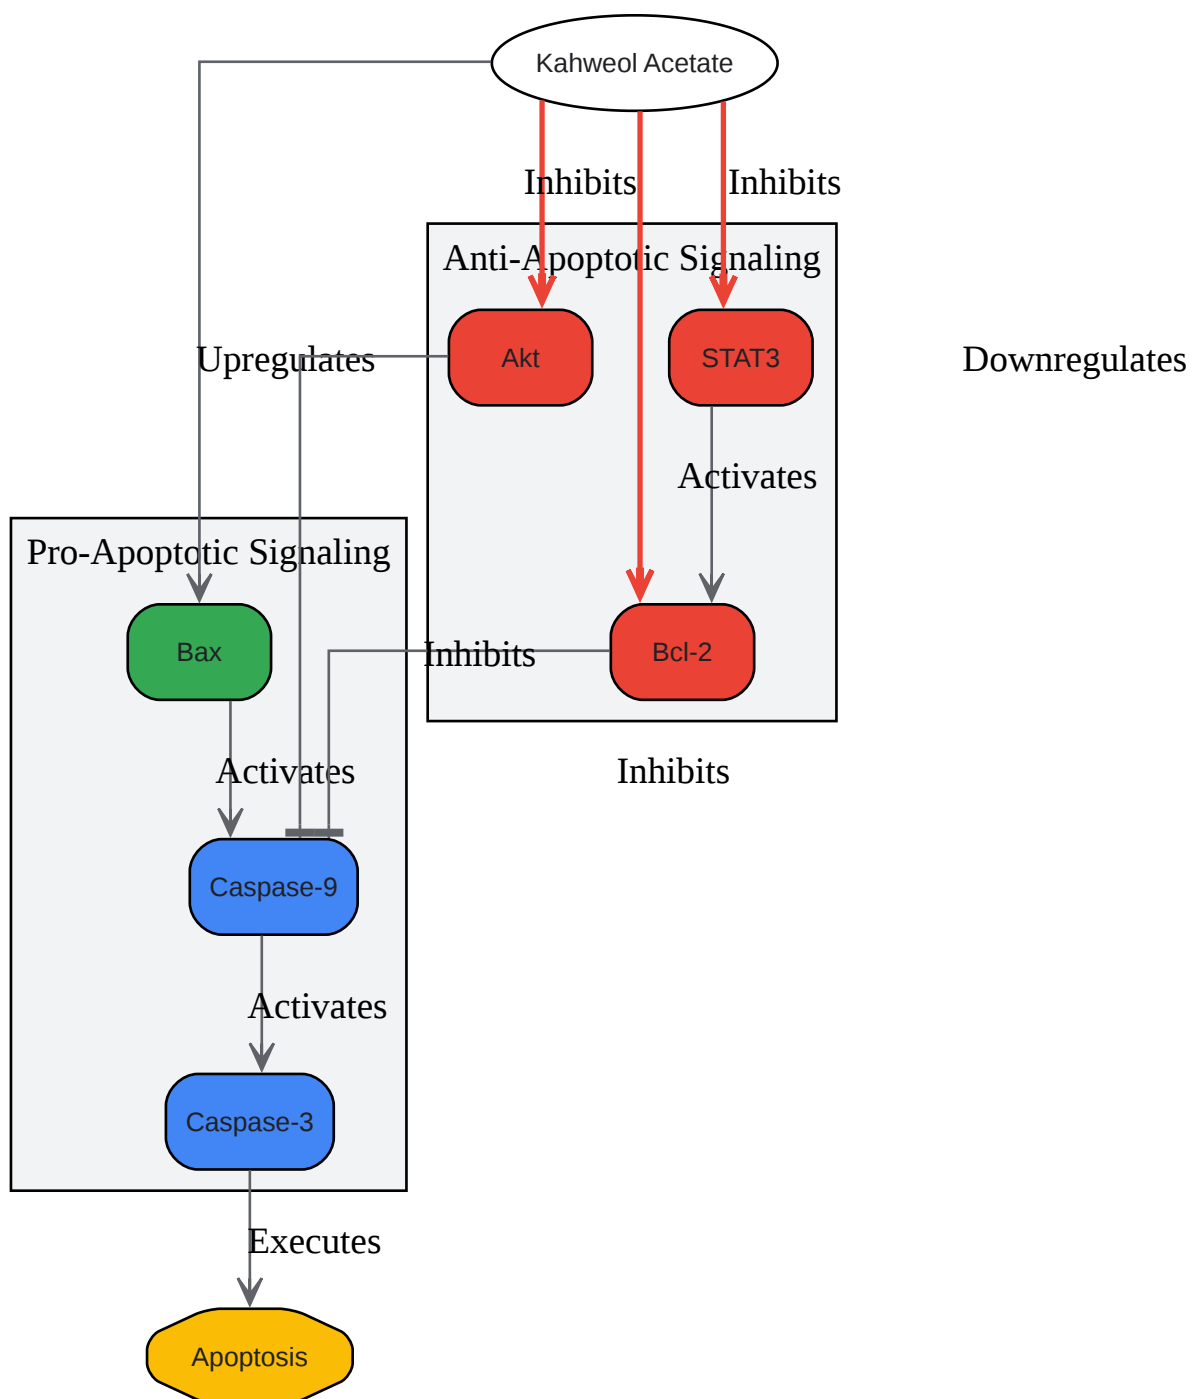 Kahweol Acetate
Inhibits
Inhibits
Anti-Apoptotic Signaling
Upregulates
Akt
STAT3
Downregulates
Activates
Pro-Apoptotic Signaling
Bax
Inhibits
Bcl-2
Activates
Inhibits
Caspase-9
Activates
Caspase-3
Executes
Apoptosis